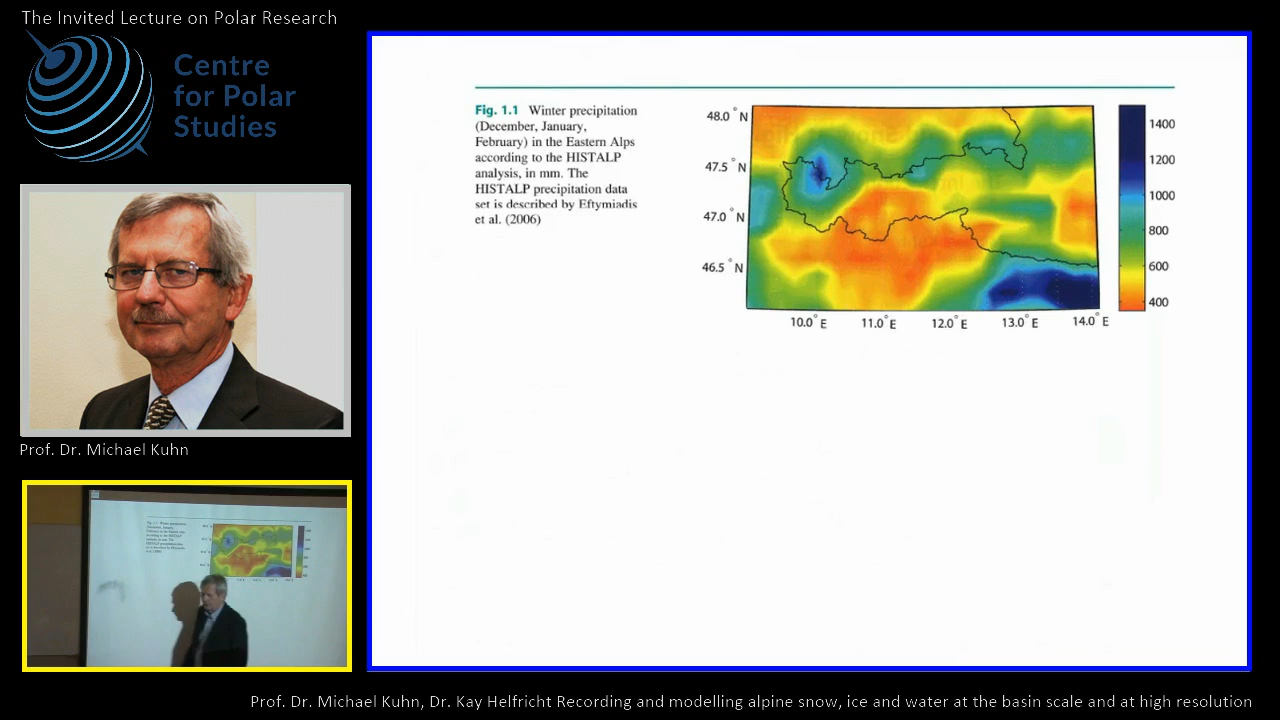 The Invited Lecture on Polar Research
Centre
for Polar
Studies
Prof. Dr. Michael Kuhn
Fig. 1.1 Winter precipitation
(December, January,
February) in the Eastern Alps
according to the HISTALP
analysis, in mm. The
HISTALP precipitation data
set is described by Eftymiadis
et al. (2006)
48.0°N
47.5°N
47.0°N
46.5°N
10.0°E 11.0°E 12.0°E 13.0°E 14.0°E
1400
1200
1000
800
600
400
Prof. Dr. Michael Kuhn, Dr. Kay Helfricht Recording and modelling alpine snow, ice and water at the basin scale and at high resolution